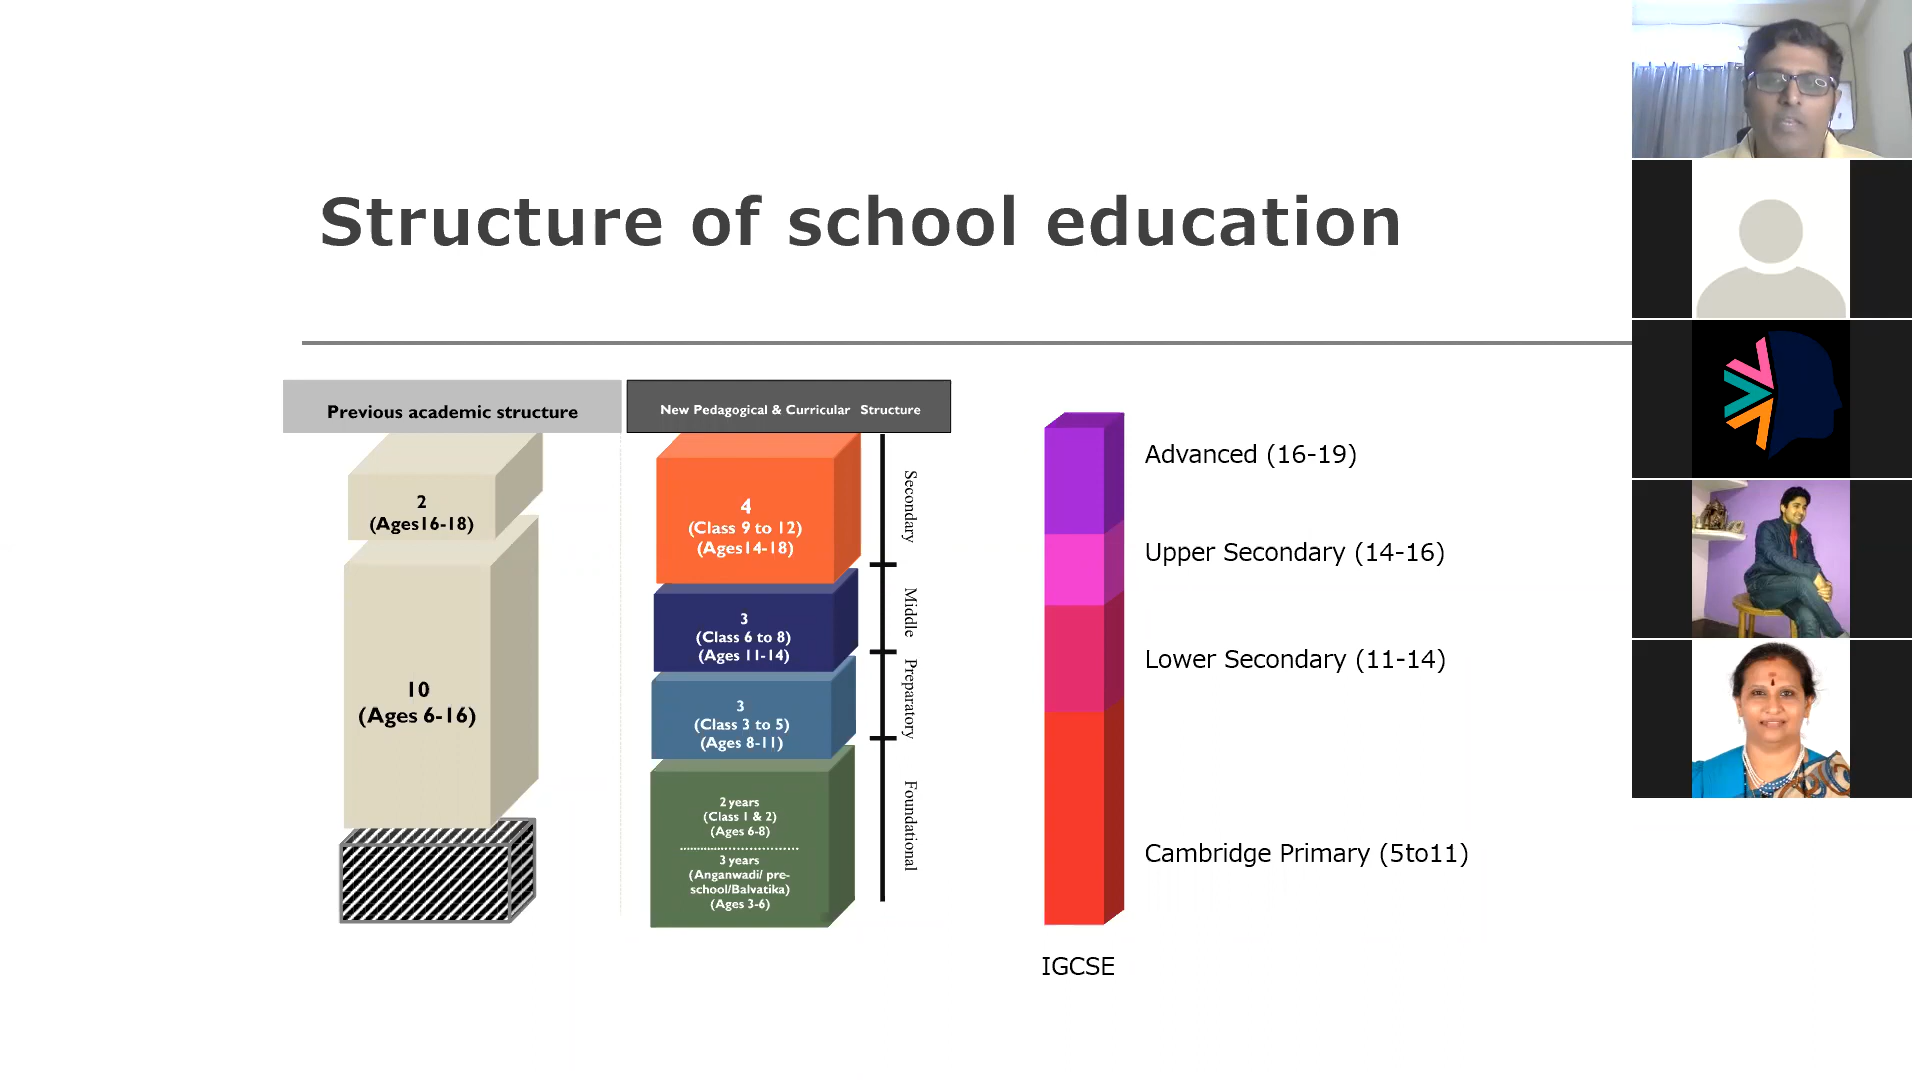 Structure of school education
Previous academic structure
2
(Ages16-18)
10
(Ages 6-16)
New Pedagogical & Curricular Structure
4
(Class 9 to 12)
(Ages14-18)
Secondary
3
(Class 6 to 8)
(Ages 11-14)
Middle
3
(Class 3 to 5)
(Ages 8-11)
Preparatory
2 years
(Class 1 & 2)
(Ages 6-8)
3 years
(Anganwadi/ pre-
school/Balvatika)
(Ages 3-6)
Foundational
Advanced (16-19)
Upper Secondary (14-16)
Lower Secondary (11-14)
Cambridge Primary (5to11)
IGCSE